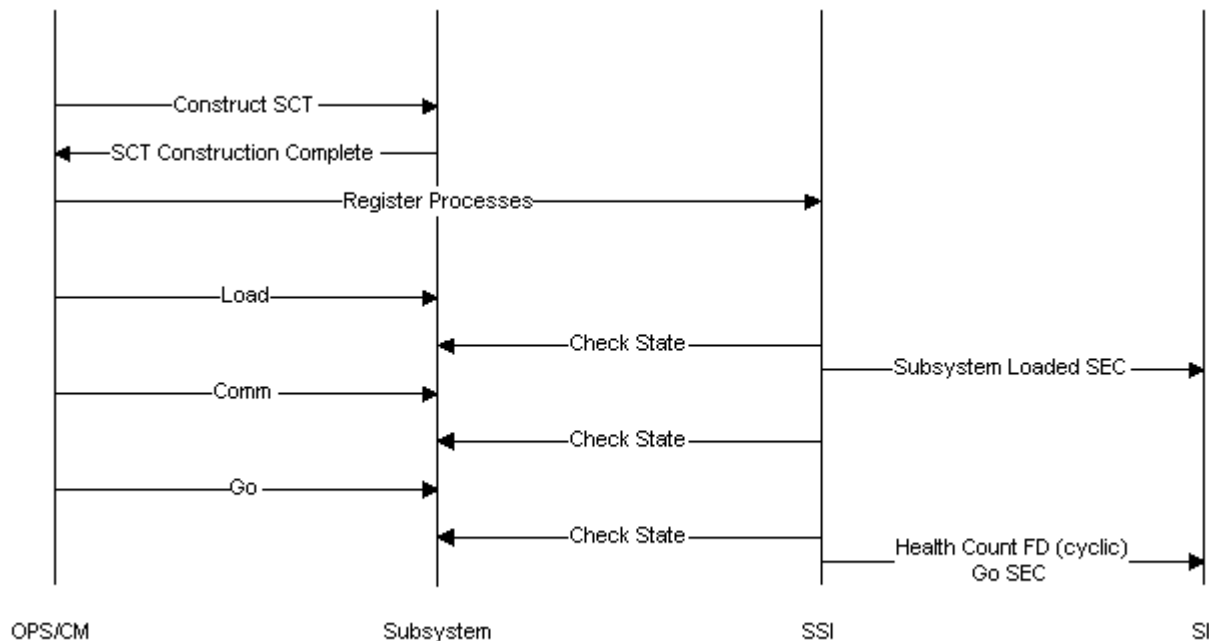 Construct SCT
SCT Construction Complete
Register Processes
Load
Check State
Subsystem Loaded SEC
Comm
Check State
Go
Check State
Health Count FD (cyclic)
Go SEC
OPS/CM
Subsystem
SSI